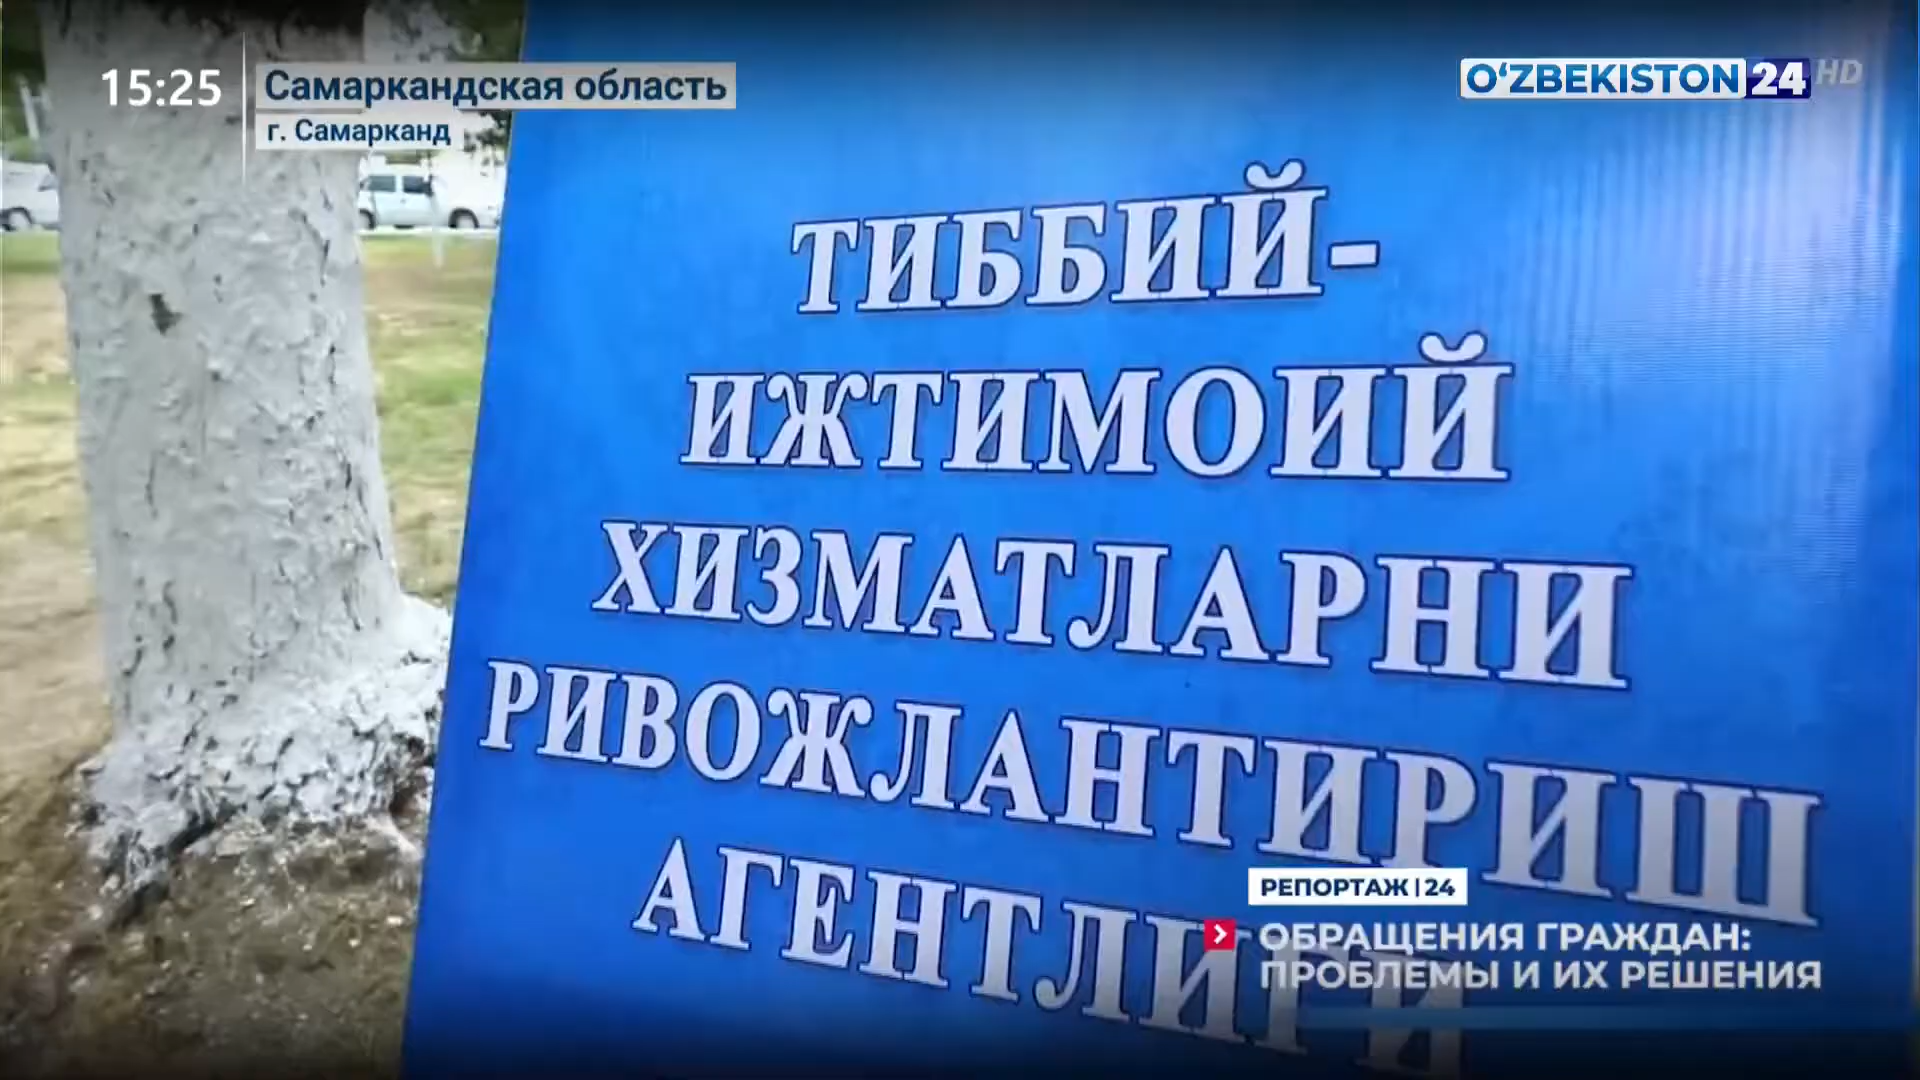 15:25
Самаркандская область
г. Самарканд
O‘ZBEKISTON 24 HD
ТИББИЙ-
ИЖТИМОИЙ
ХИЗМАТЛАРНИ
РИВОЖЛАНТИРИШ
АГЕНТЛИГИ
РЕПОРТАЖ|24
ОБРАЩЕНИЯ ГРАЖДАН:
ПРОБЛЕМЫ И ИХ РЕШЕНИЯ